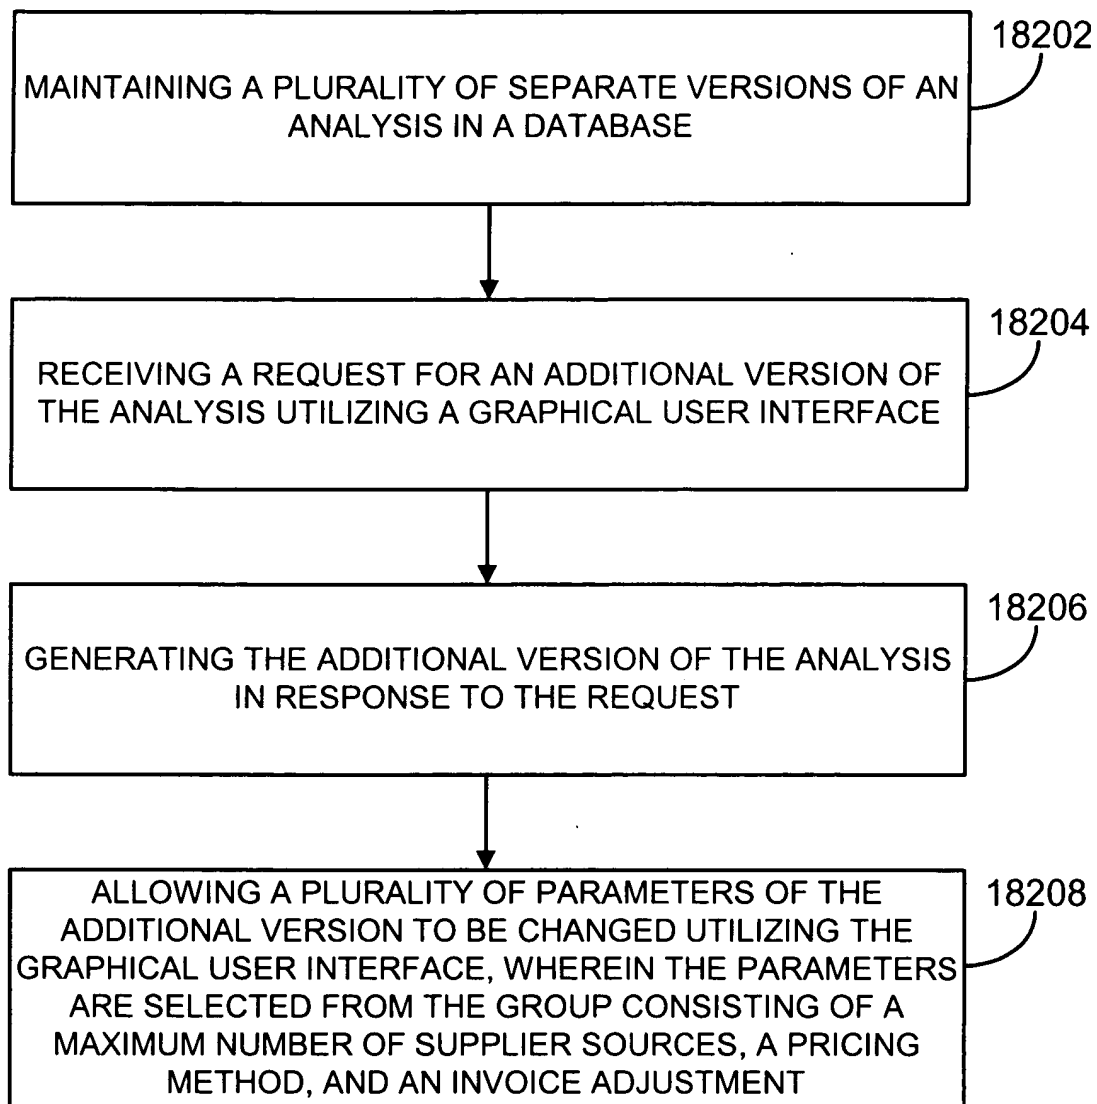 18202
MAINTAINING A PLURALITY OF SEPARATE VERSIONS OF AN
ANALYSIS IN A DATABASE
18204
RECEIVING A REQUEST FOR AN ADDITIONAL VERSION OF
THE ANALYSIS UTILIZING A GRAPHICAL USER INTERFACE
18206
GENERATING THE ADDITIONAL VERSION OF THE ANALYSIS
IN RESPONSE TO THE REQUEST
18208
ALLOWING A PLURALITY OF PARAMETERS OF THE
ADDITIONAL VERSION TO BE CHANGED UTILIZING THE
GRAPHICAL USER INTERFACE, WHEREIN THE PARAMETERS
ARE SELECTED FROM THE GROUP CONSISTING OF A
MAXIMUM NUMBER OF SUPPLIER SOURCES, A PRICING
METHOD, AND AN INVOICE ADJUSTMENT